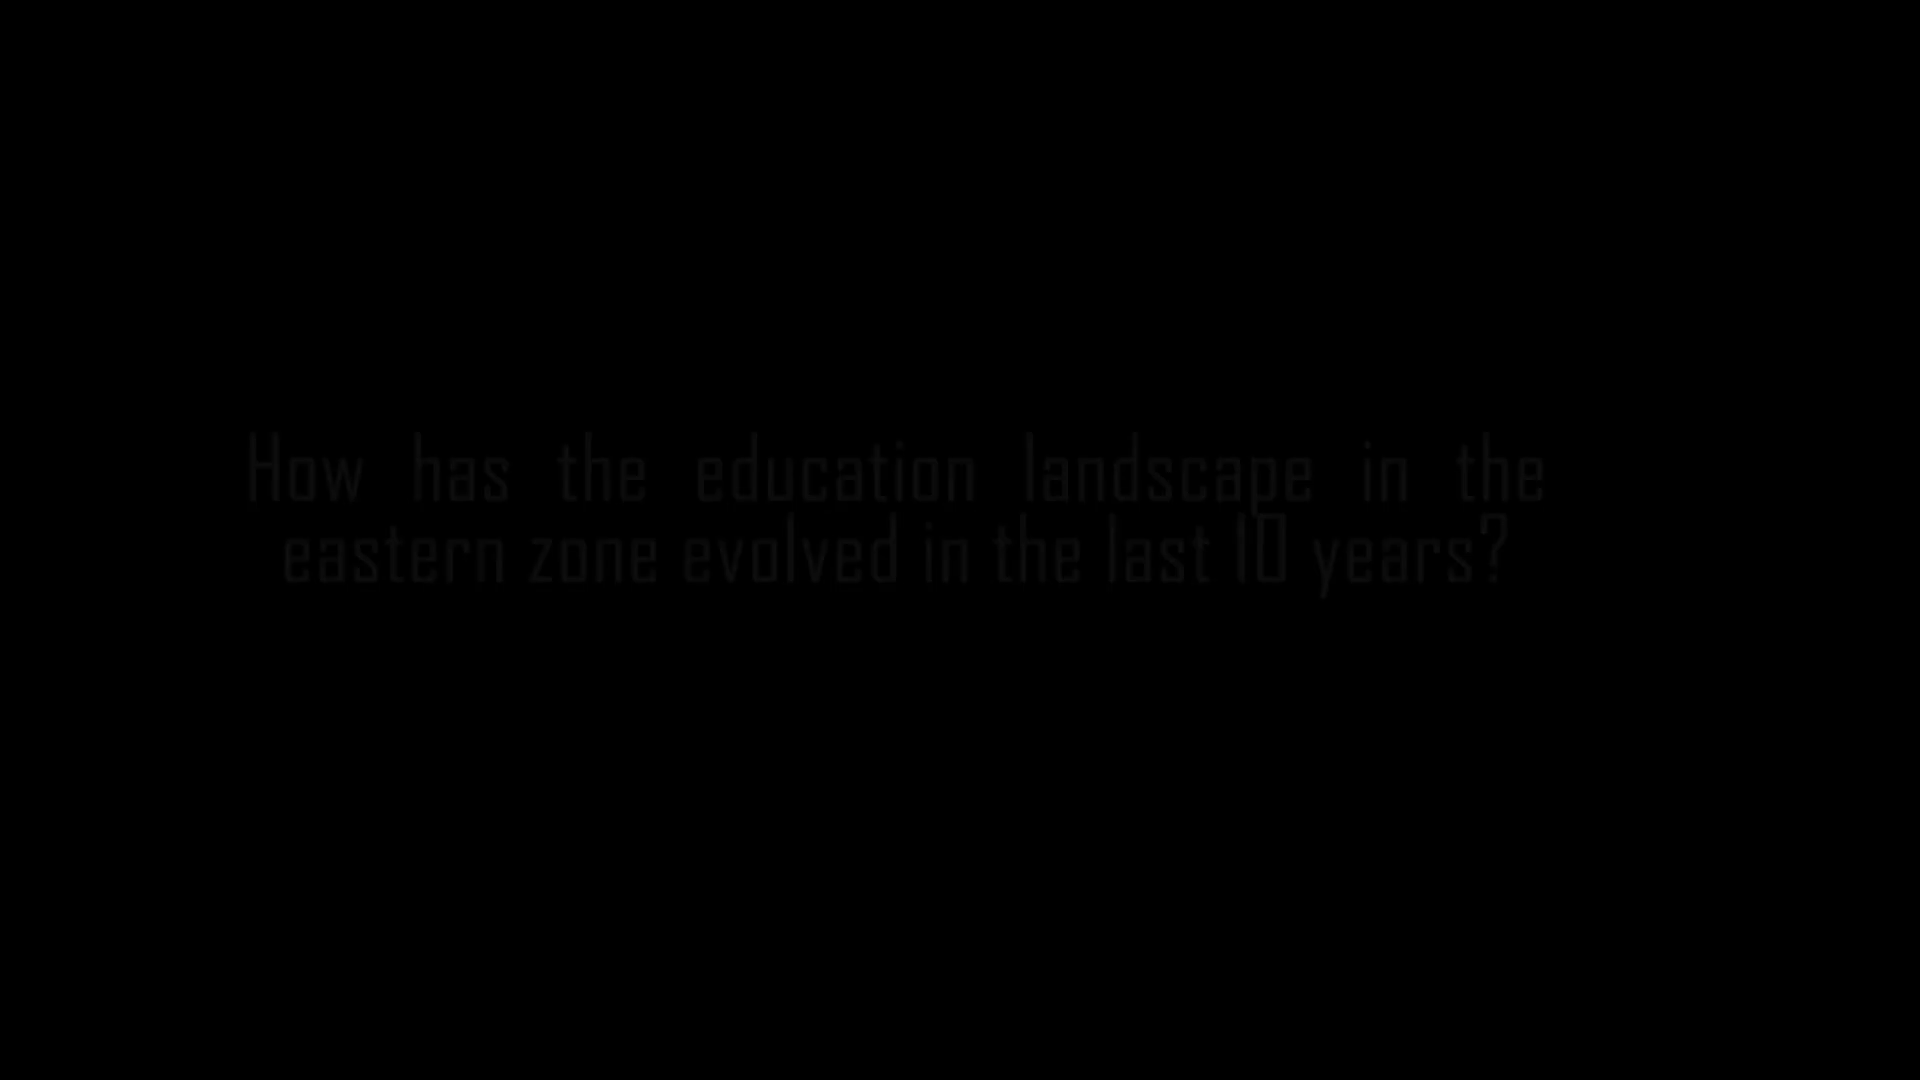 How has the education landscape in the
eastern zone evolved in the last 10 years?